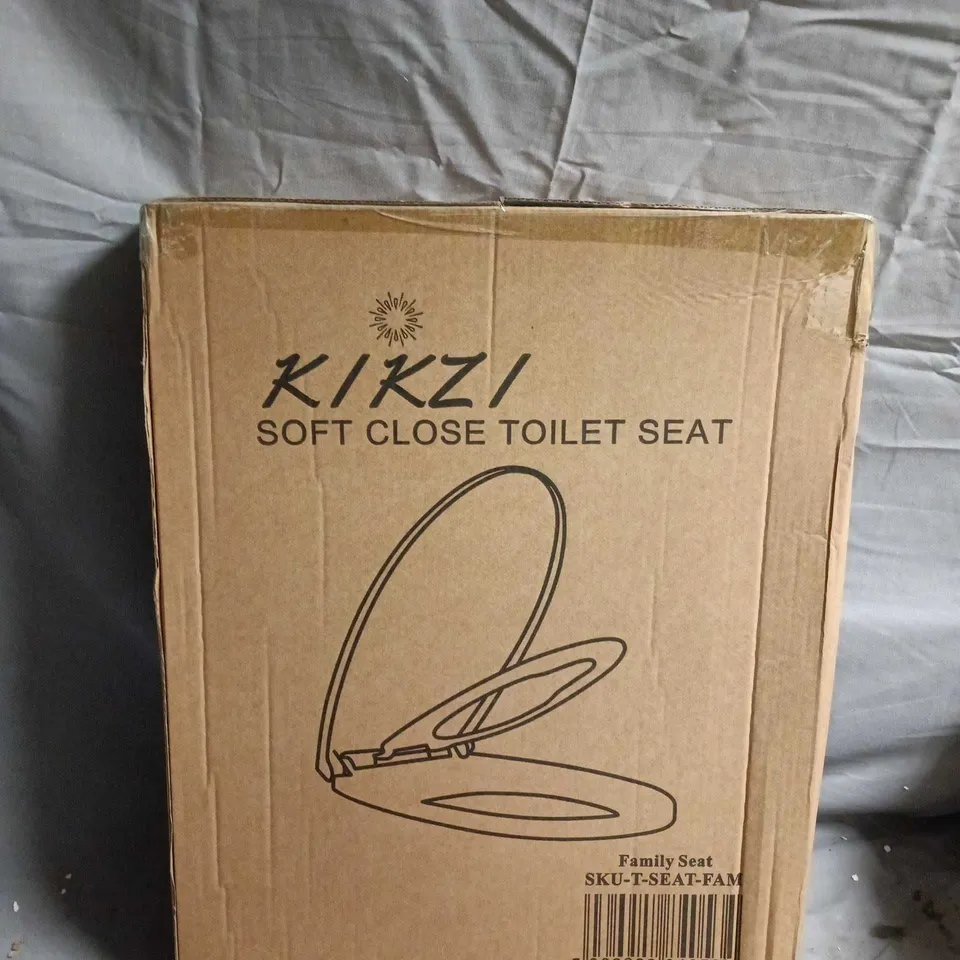 KIKZI
SOFT CLOSE TOILET SEAT
Family Seat
SKU-T-SEAT-FAM